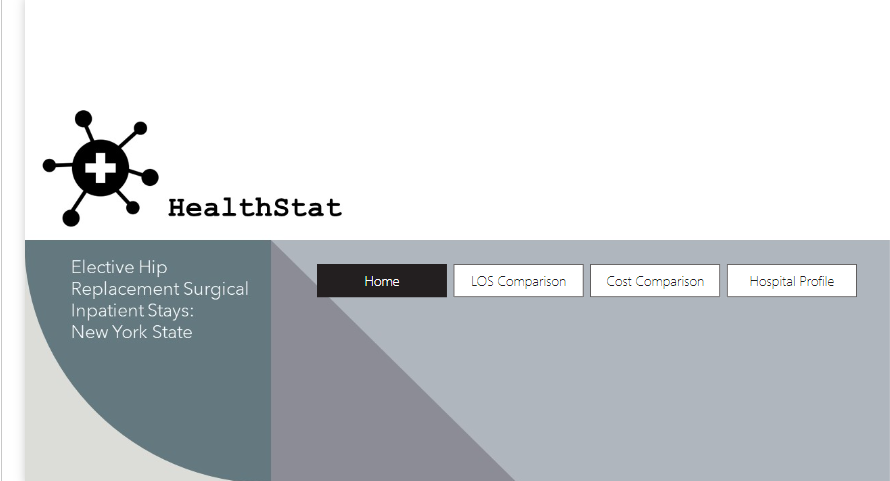 HealthStat
Elective Hip
Replacement Surgical
Inpatient Stays:
New York State
Home
LOS Comparison
Cost Comparison
Hospital Profile